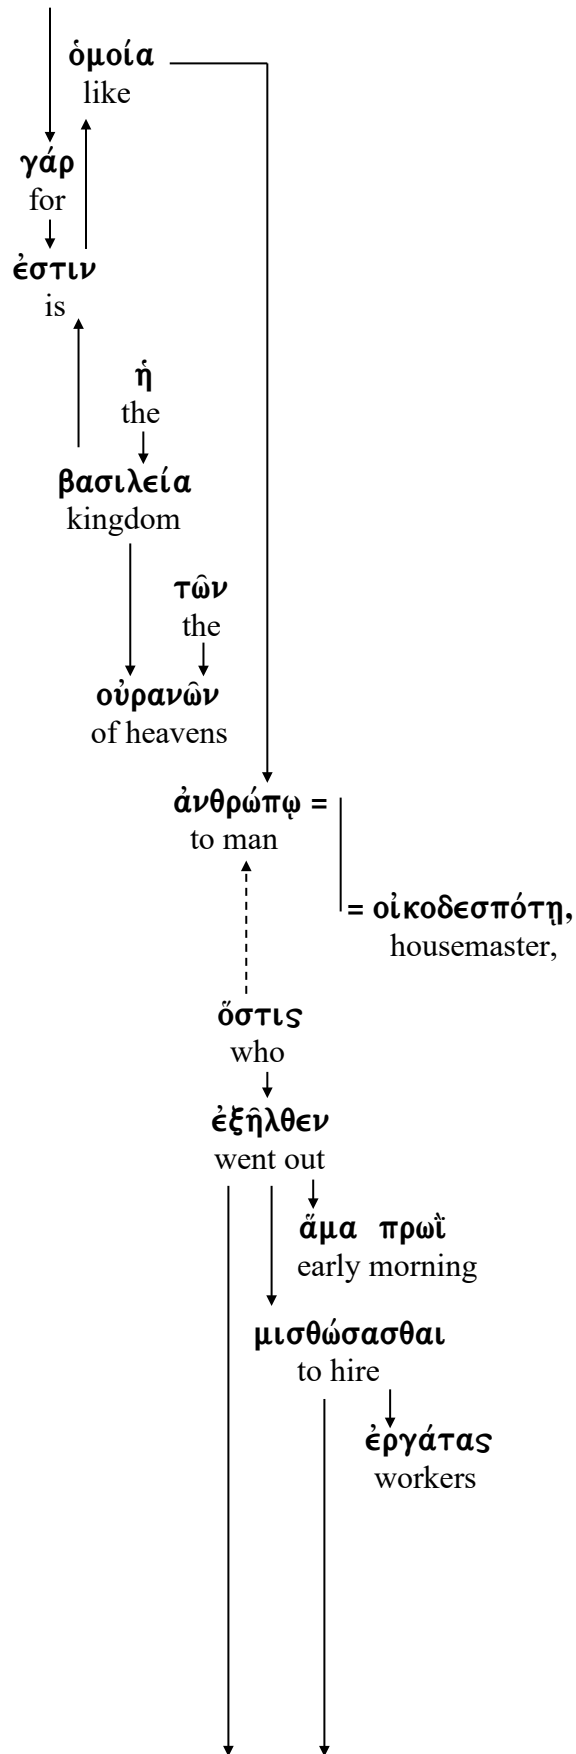 ὁμοία
like
γάρ
for
ἐστιν
is
ἡ
the
βασιλεία
kingdom
τῶν
the
οὐρανῶν
of heavens
ἀνθρώπῳ =
to man
= οἰκοδεσπότῃ,
housemaster,
ὅστις
who
ἐξῆλθεν
went out
ἅμα πρωῒ
early morning
μισθώσασθαι
to hire
ἐργάτας
workers